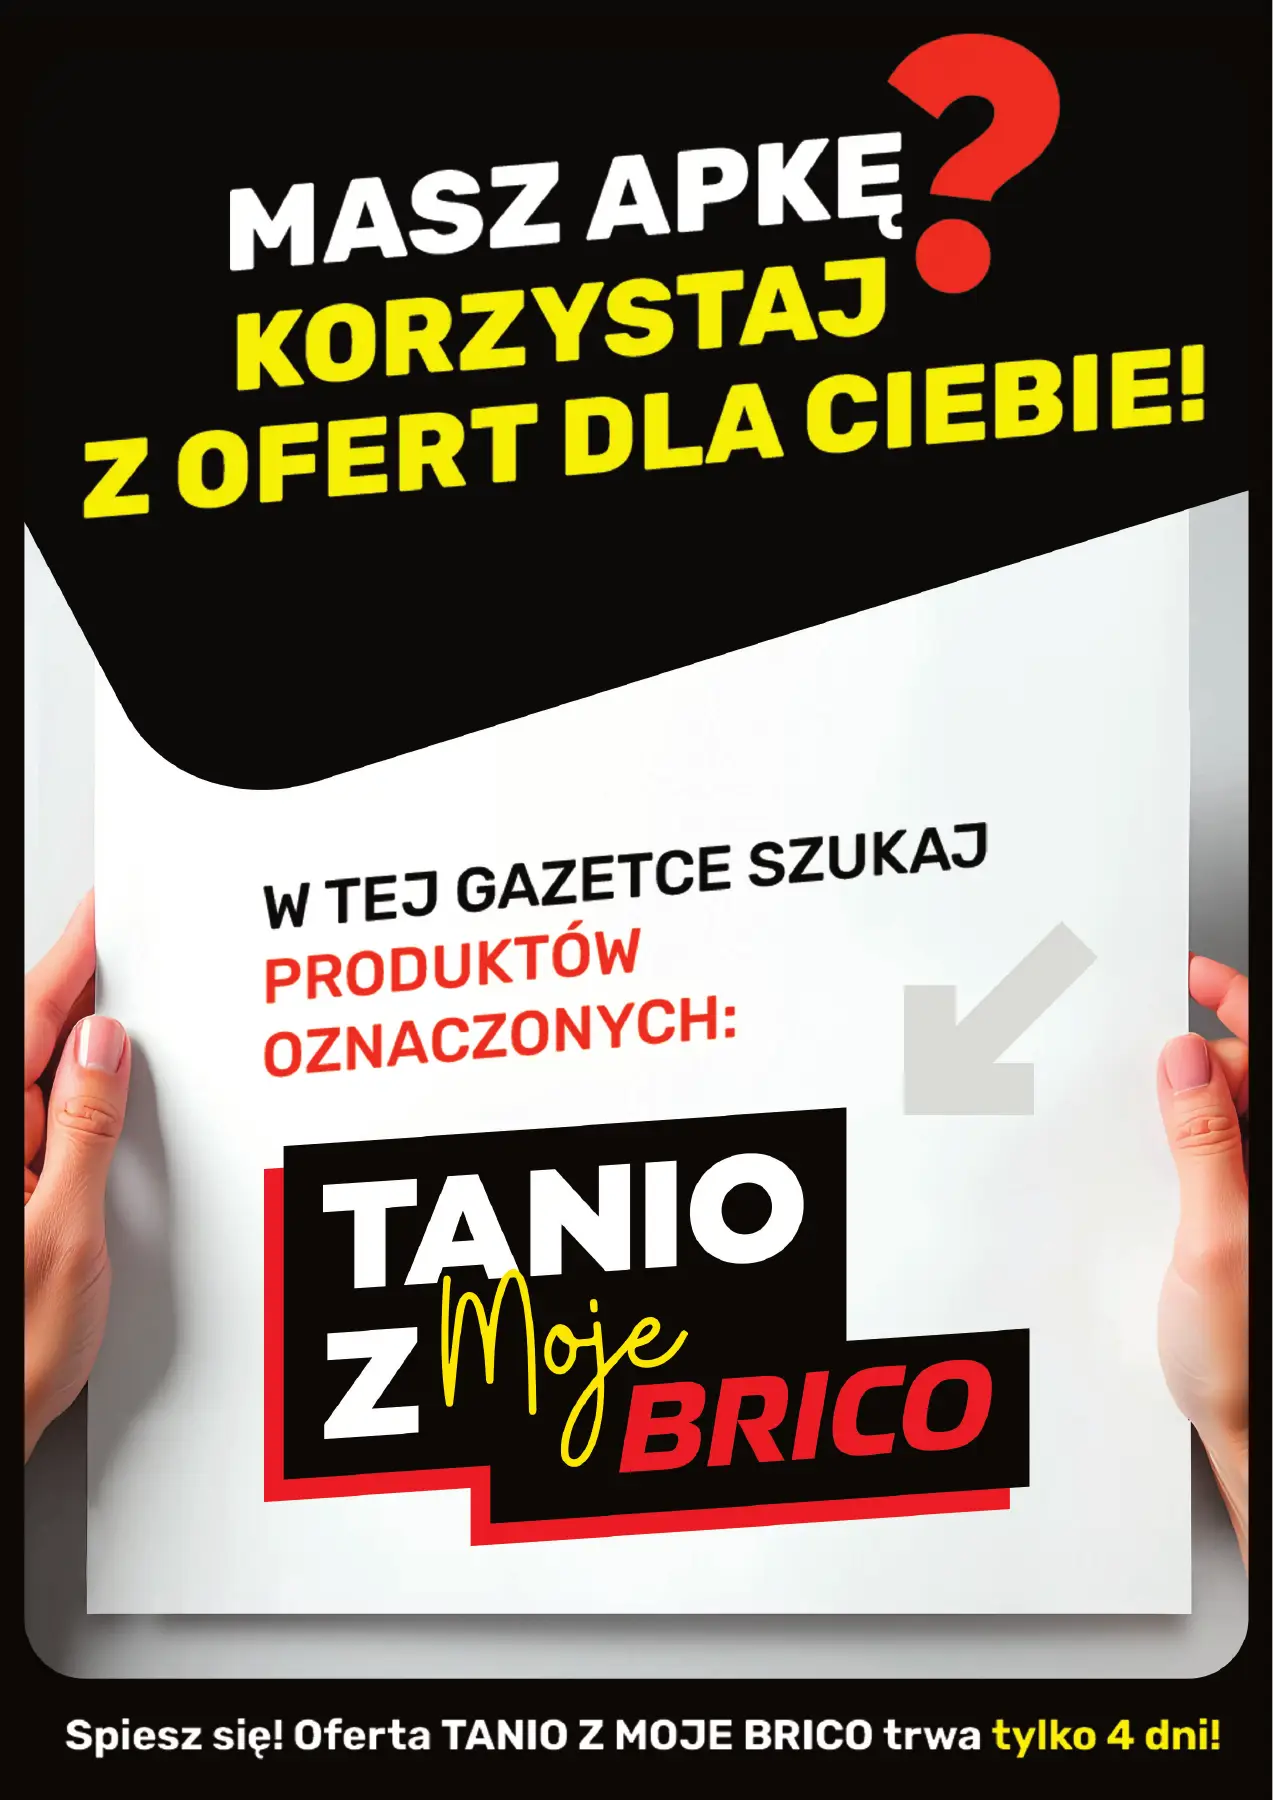 MASZ APKĘ?
KORZYSTAJ
Z OFERT DLA CIEBIE!
W TEJ GAZETCE SZUKAJ
PRODUKTÓW
OZNACZONYCH:
TANIO
Z Moje
BRICO
Spiesz się! Oferta TANIO Z MOJE BRICO trwa tylko 4 dni!